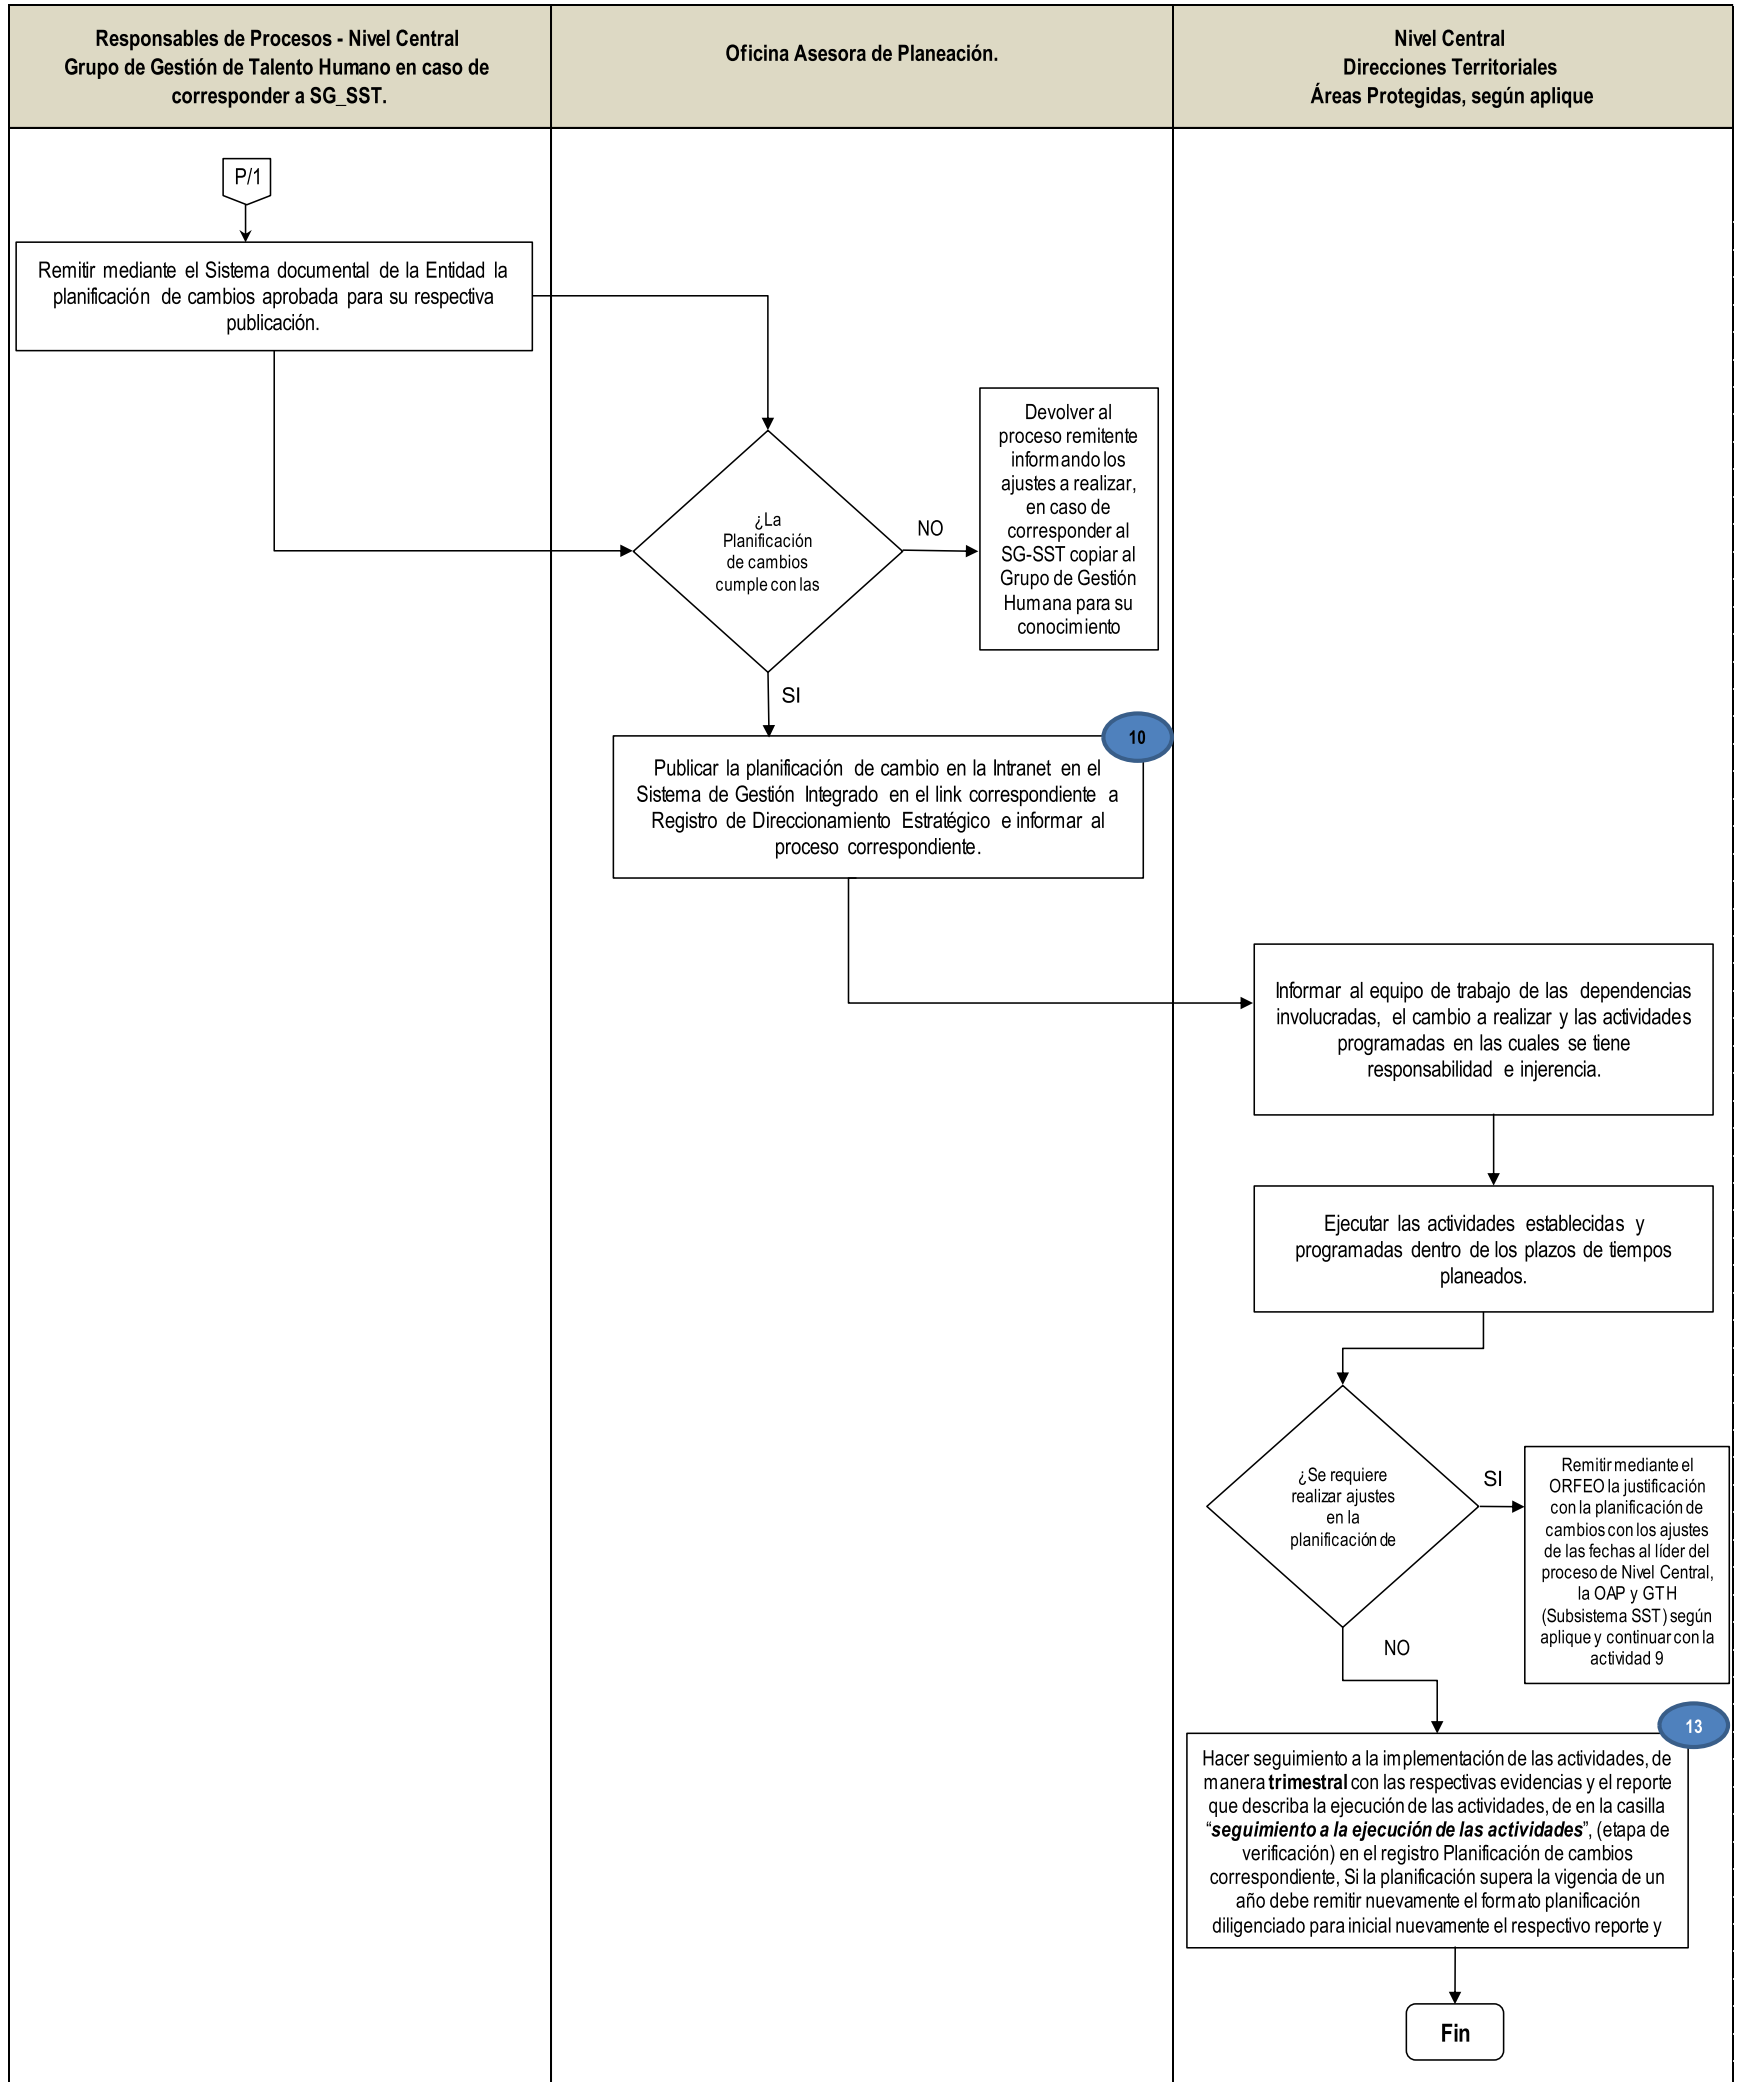 Responsables de Procesos - Nivel Central
Grupo de Gestión de Talento Humano en caso de
corresponder a SG_SST.
Oficina Asesora de Planeación.
Nivel Central
Direcciones Territoriales
Áreas Protegidas, según aplique
P/1
Remitir mediante el Sistema documental de la Entidad la
planificación de cambios aprobada para su respectiva
publicación.
Devolver al
proceso remitente
informando los
ajustes a realizar,
en caso de
corresponder al
SG-SST copiar al
Grupo de Gestión
Humana para su
conocimiento
¿La
Planificación
de cambios
cumple con las
NO
SI
10
Publicar la planificación de cambio en la Intranet en el
Sistema de Gestión Integrado en el link correspondiente a
Registro de Direccionamiento Estratégico e informar al
proceso correspondiente.
Informar al equipo de trabajo de las dependencias
involucradas, el cambio a realizar y las actividades
programadas en las cuales se tiene
responsabilidad e injerencia.
Ejecutar las actividades establecidas y
programadas dentro de los plazos de tiempos
planeados.
¿Se requiere
realizar ajustes
en la
planificación de
SI
Remitir mediante el
ORFEO la justificación
con la planificación de
cambios con los ajustes
de las fechas al líder del
proceso de Nivel Central,
la OAP y GTH
(Subsistema SST) según
aplique y continuar con la
actividad 9
NO
13
Hacer seguimiento a la implementación de las actividades, de
manera trimestral con las respectivas evidencias y el reporte
que describa la ejecución de las actividades, de en la casilla
“seguimiento a la ejecución de las actividades”, (etapa de
verificación) en el registro Planificación de cambios
correspondiente, Si la planificación supera la vigencia de un
año debe remitir nuevamente el formato planificación
diligenciado para inicial nuevamente el respectivo reporte y
Fin